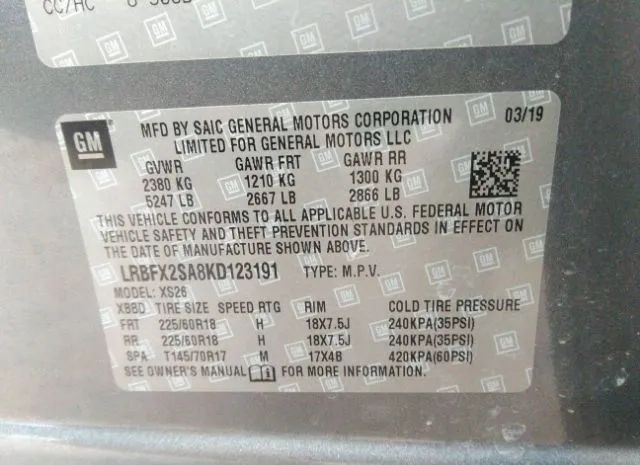 CC/HC
GM
03/19
MFD BY SAIC GENERAL MOTORS CORPORATION
LIMITED FOR GENERAL MOTORS LLC
GVWR GAWR FRT GAWR RR
2380 KG 1210 KG 1300 KG
5247 LB 2667 LB 2866 LB
THIS VEHICLE CONFORMS TO ALL APPLICABLE U.S. FEDERAL MOTOR
VEHICLE SAFETY AND THEFT PREVENTION STANDARDS IN EFFECT ON
THE DATE OF MANUFACTURE SHOWN ABOVE.
LRBFX2SA8KD123191 TYPE: M.P.V.
MODEL: XS26
XBBD TIRE SIZE SPEED RTG RIM COLD TIRE PRESSURE
FRT 225/60R18 H 18X7.5J 240KPA(35PSI)
RR 225/60R18 H 18X7.5J 240KPA(35PSI)
SPA T145/70R17 M 17X4B 420KPA(60PSI)
SEE OWNER'S MANUAL FOR MORE INFORMATION.